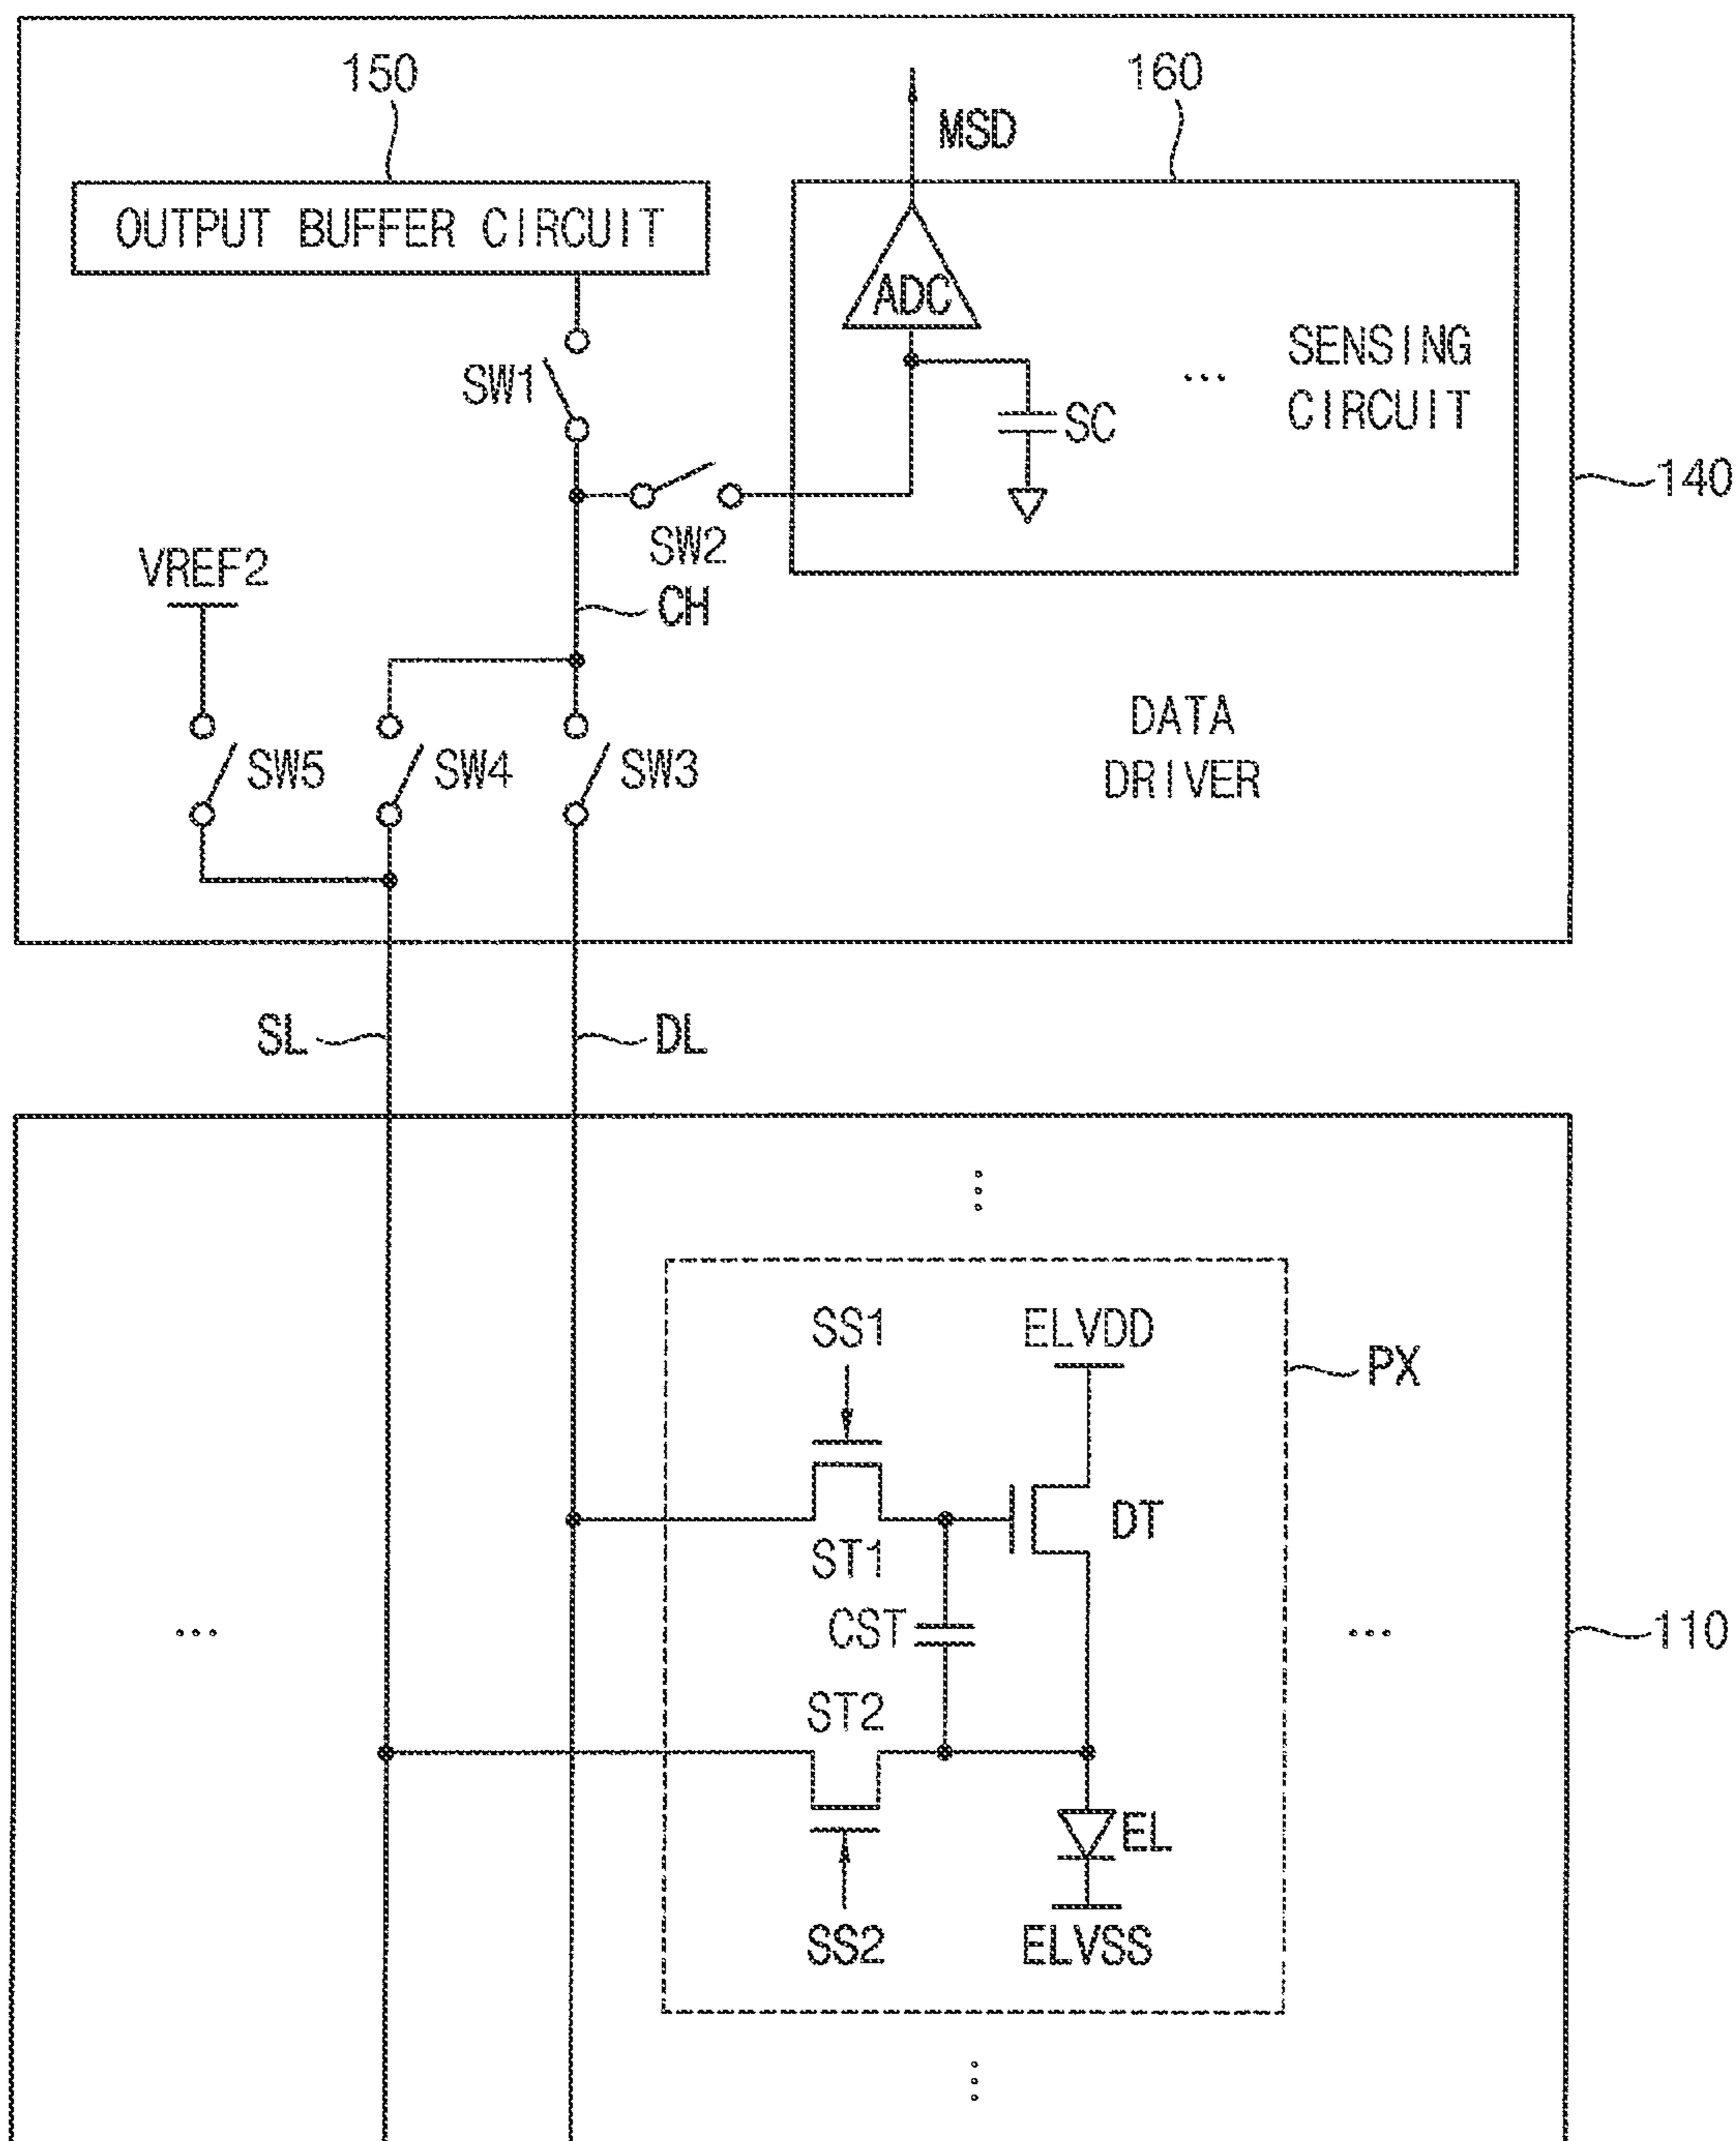 150
160
MSD
OUTPUT BUFFER CIRCUIT
ADC
SENSING
CIRCUIT
...
SW1
SC
140
SW2
VREF2
CH
DATA
DRIVER
SW5
SW4
SW3
SL
DL
...
SS1
ELVDD
PX
DT
ST1
CST
...
...
110
ST2
EL
SS2
ELVSS
...